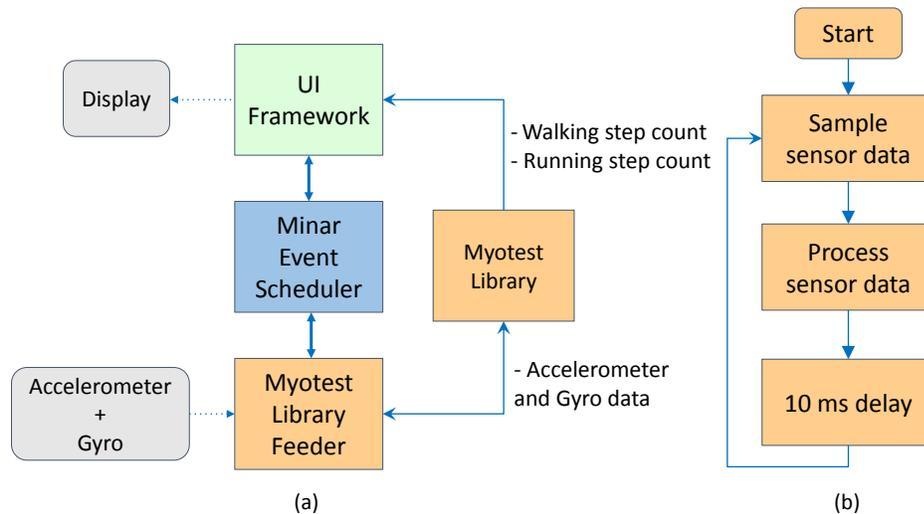 Display
UI
Framework
- Walking step count
- Running step count
Minar
Event
Scheduler
Myotest
Library
Accelerometer
+
Gyro
Myotest
Library
Feeder
- Accelerometer
and Gyro data
(a)
Start
Sample
sensor data
Process
sensor data
10 ms delay
(b)